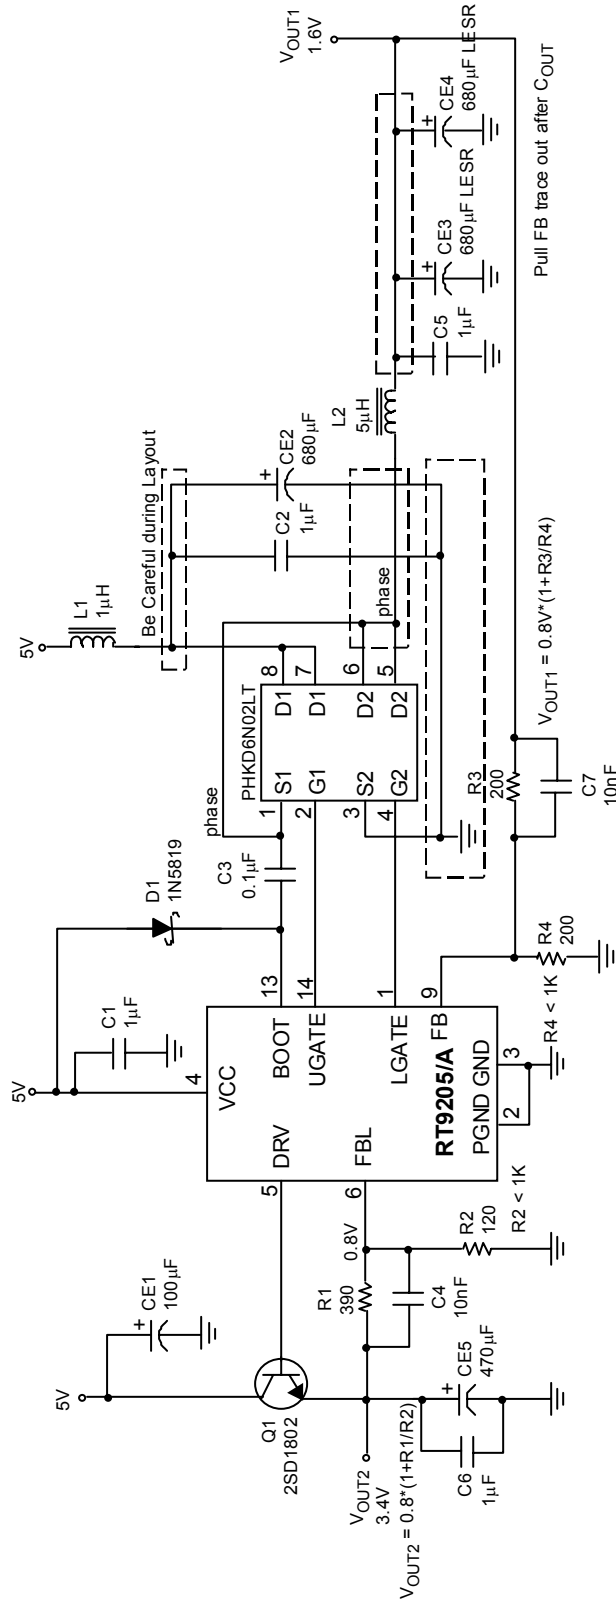 5V
CE1
100µF
Q1
2SD1802
VOUT2
3.4V
VOUT2 = 0.8*(1+R1/R2)
C6
1µF
CE5
470µF
R1
390
C4
10nF
0.8V
R2
120
R2 < 1K
5V
C1
1µF
D1
1N5819
4
VCC
5
DRV
6
FBL
BOOT
13
UGATE
14
LGATE
1
FB
9
RT9205/A
PGND GND
2
3
R4 < 1K
R4
200
C3
0.1µF
phase
PHKD6N02LT
1
S1
2
G1
3
S2
4
G2
D1
8
D1
7
D2
6
D2
5
5V
L1
1µH
Be Careful during Layout
C2
1µF
CE2
680µF
phase
L2
5µH
C5
1µF
CE3
680µF LESR
CE4
680µF LESR
VOUT1
1.6V
R3
200
C7
10nF
VOUT1 = 0.8V*(1+R3/R4)
Pull FB trace out after COUT